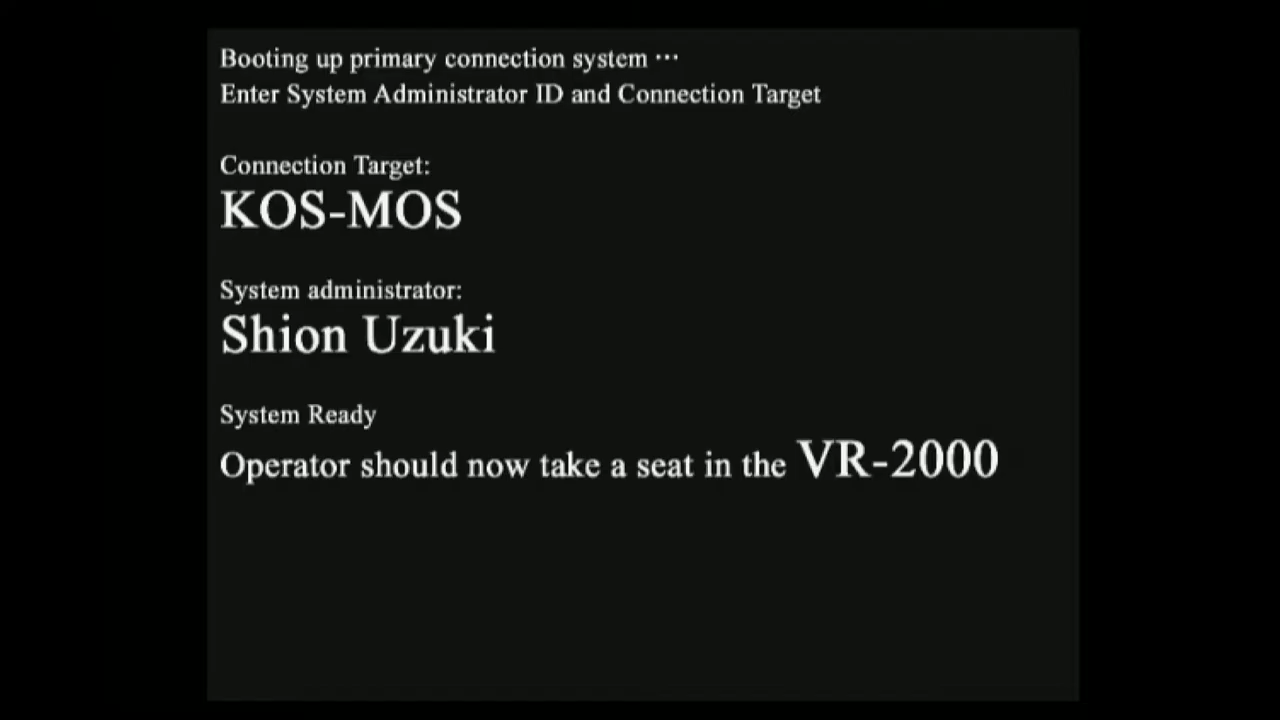 Booting up primary connection system ···
Enter System Administrator ID and Connection Target
Connection Target:
KOS-MOS
System administrator:
Shion Uzuki
System Ready
Operator should now take a seat in the VR-2000